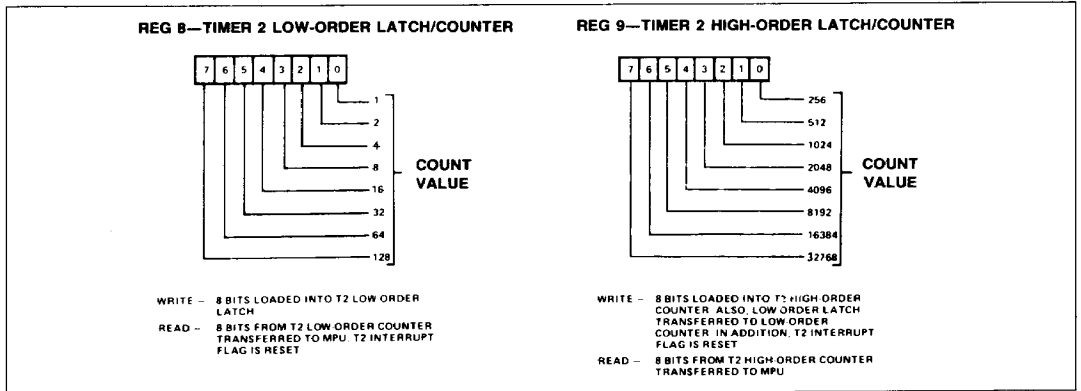 REG 8—TIMER 2 LOW-ORDER LATCH/COUNTER
7 6 5 4 3 2 1 0
1
2
4
8
16
32
64
128
COUNT
VALUE
WRITE – 8 BITS LOADED INTO T2 LOW ORDER
LATCH
READ – 8 BITS FROM T2 LOW-ORDER COUNTER
TRANSFERRED TO MPU. T2 INTERRUPT
FLAG IS RESET
REG 9—TIMER 2 HIGH-ORDER LATCH/COUNTER
7 6 5 4 3 2 1 0
256
512
1024
2048
4096
8192
16384
32768
COUNT
VALUE
WRITE – 8 BITS LOADED INTO T2 HIGH-ORDER
COUNTER. ALSO, LOW ORDER LATCH
TRANSFERRED TO LOW-ORDER
COUNTER. IN ADDITION, T2 INTERRUPT
FLAG IS RESET
READ – 8 BITS FROM T2 HIGH-ORDER COUNTER
TRANSFERRED TO MPU